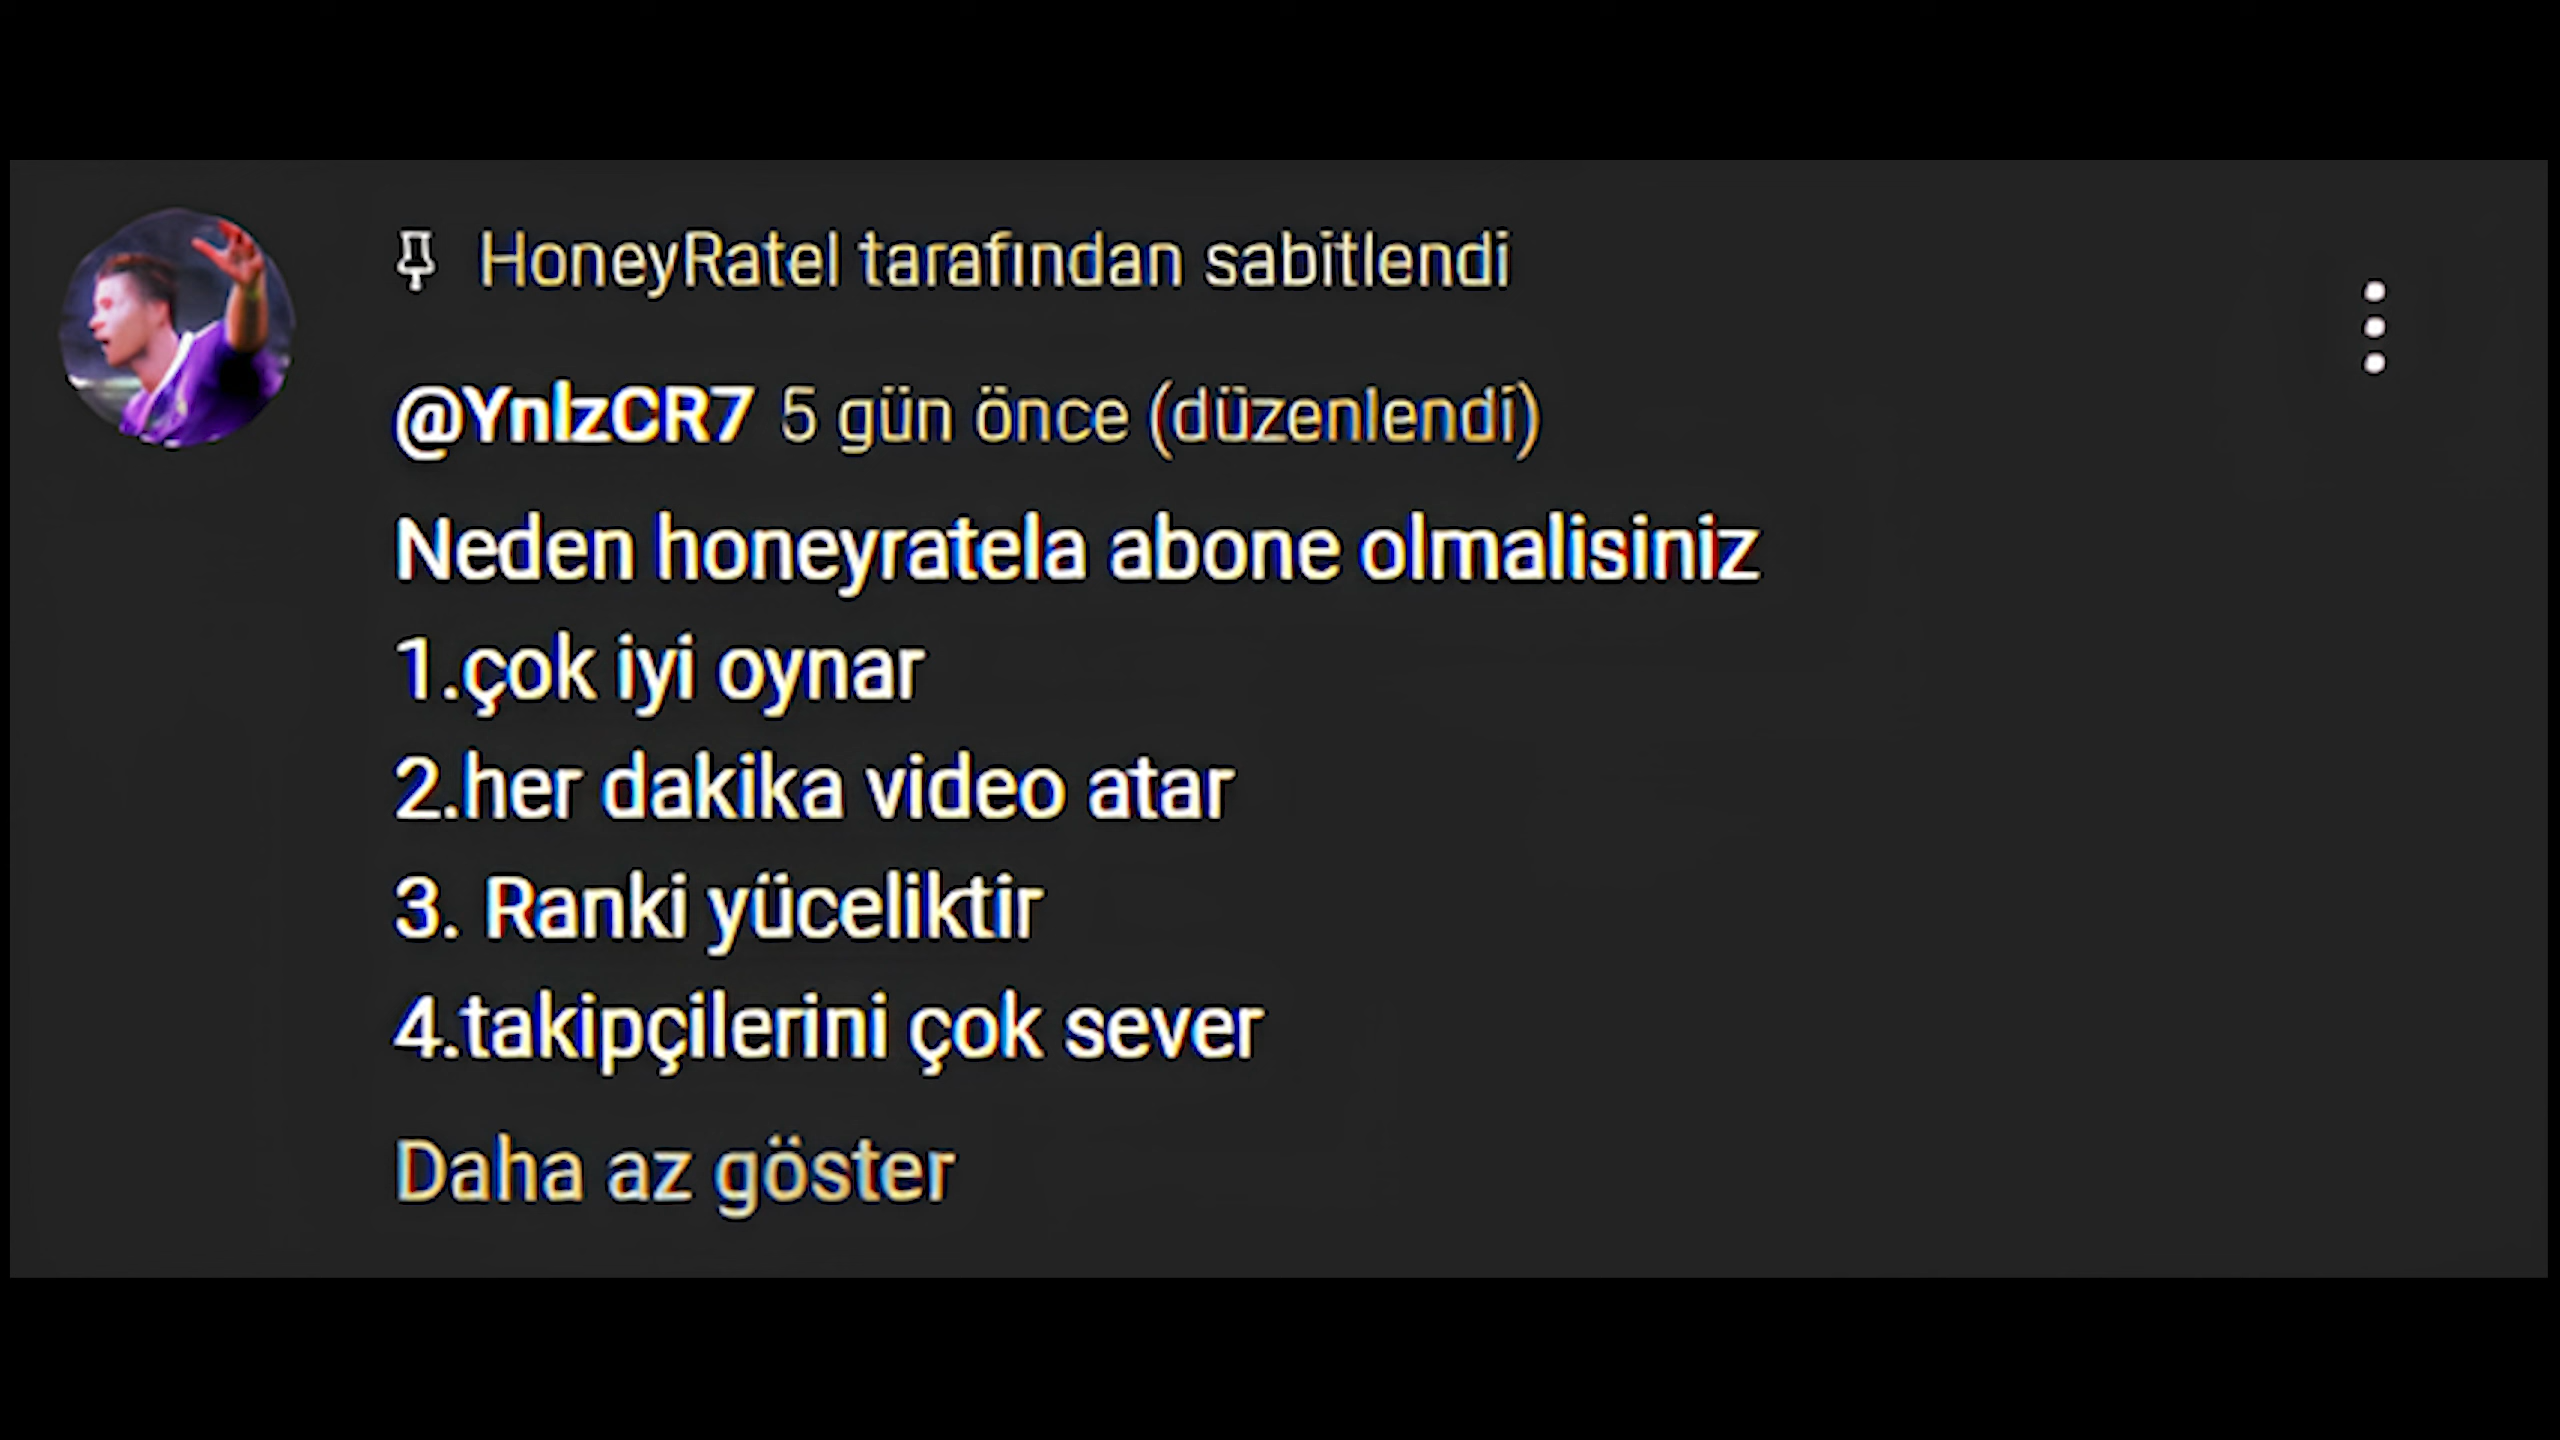 HoneyRatel tarafından sabitlendi
@YnlzCR7 5 gün önce (düzenlendi)
Neden honeyratela abone olmalisiniz
1.çok iyi oynar
2.her dakika video atar
3. Ranki yüceliktir
4.takipçilerini çok sever
Daha az göster